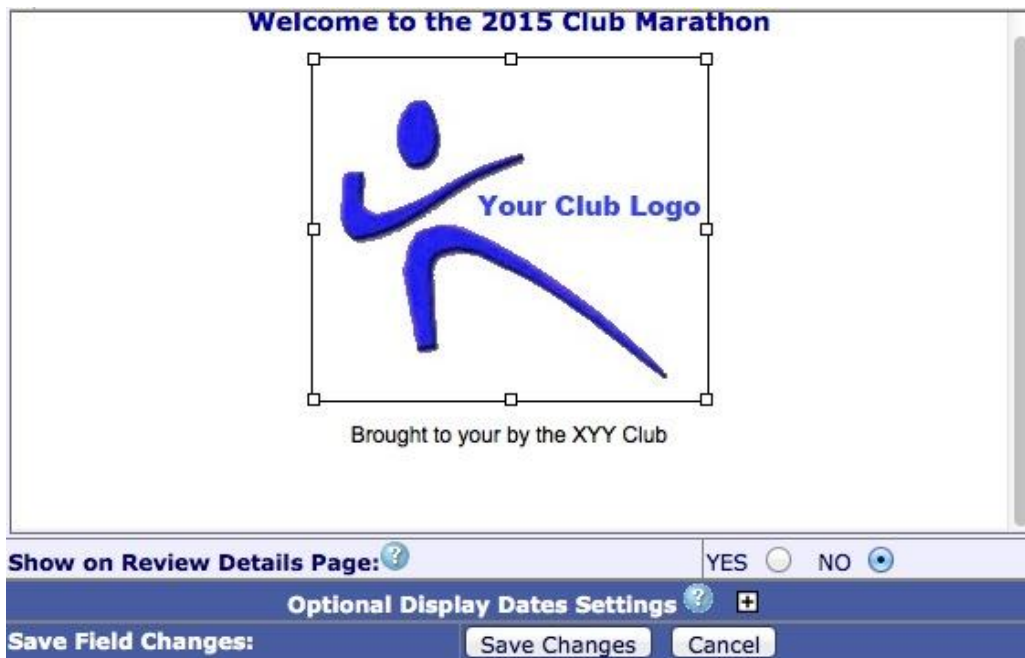 Welcome to the 2015 Club Marathon
Your Club Logo
Brought to your by the XYY Club
Show on Review Details Page: ?
YES NO
Optional Display Dates Settings ? +
Save Field Changes:
Save Changes Cancel